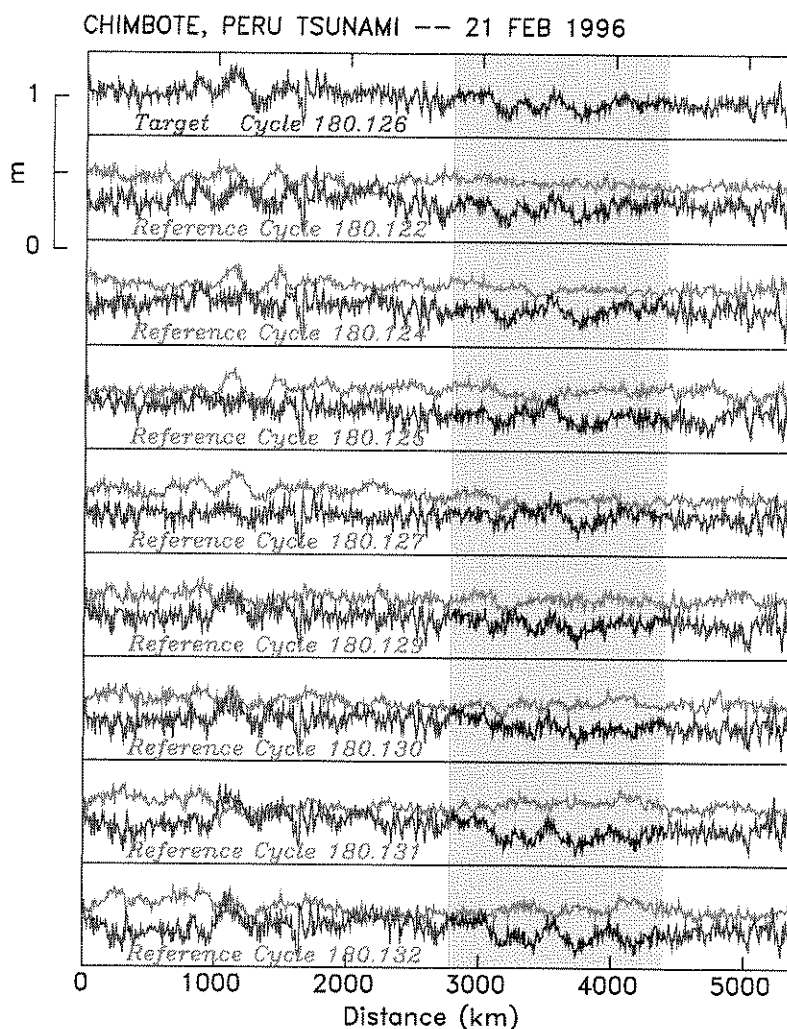 CHIMBOTE, PERU TSUNAMI -- 21 FEB 1996
1
m
0
Target Cycle 180.126
Reference Cycle 180.122
Reference Cycle 180.124
Reference Cycle 180.125
Reference Cycle 180.127
Reference Cycle 180.129
Reference Cycle 180.130
Reference Cycle 180.131
Reference Cycle 180.132
0 1000 2000 3000 4000 5000
Distance (km)